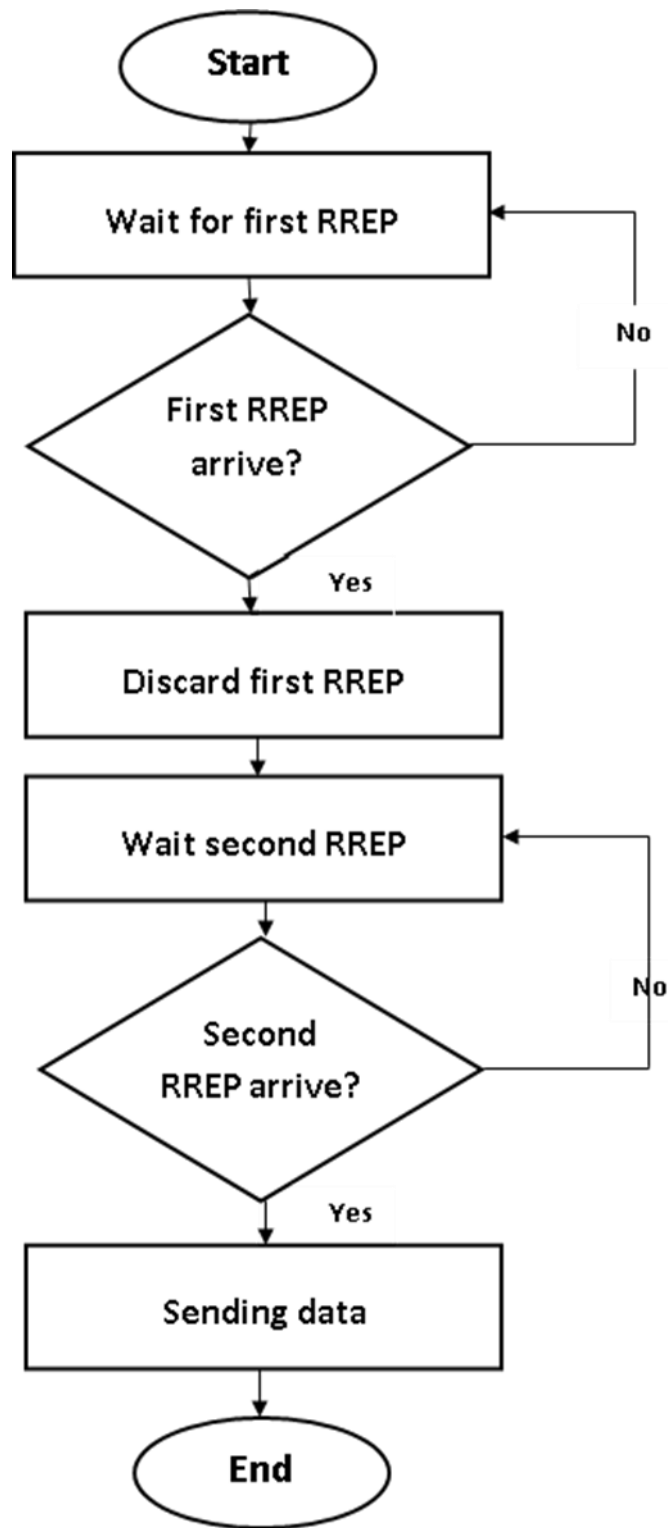 Start
Wait for first RREP
No
First RREP
arrive?
Yes
Discard first RREP
Wait second RREP
No
Second
RREP arrive?
Yes
Sending data
End